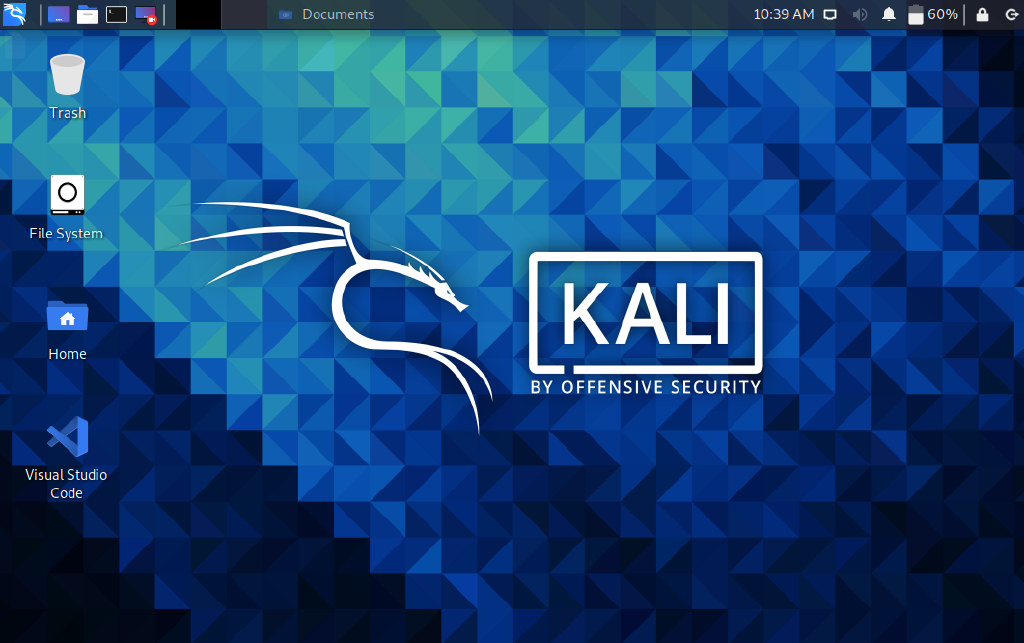 Documents
10:39 AM
60%
Trash
File System
Home
Visual Studio
Code
KALI
BY OFFENSIVE SECURITY